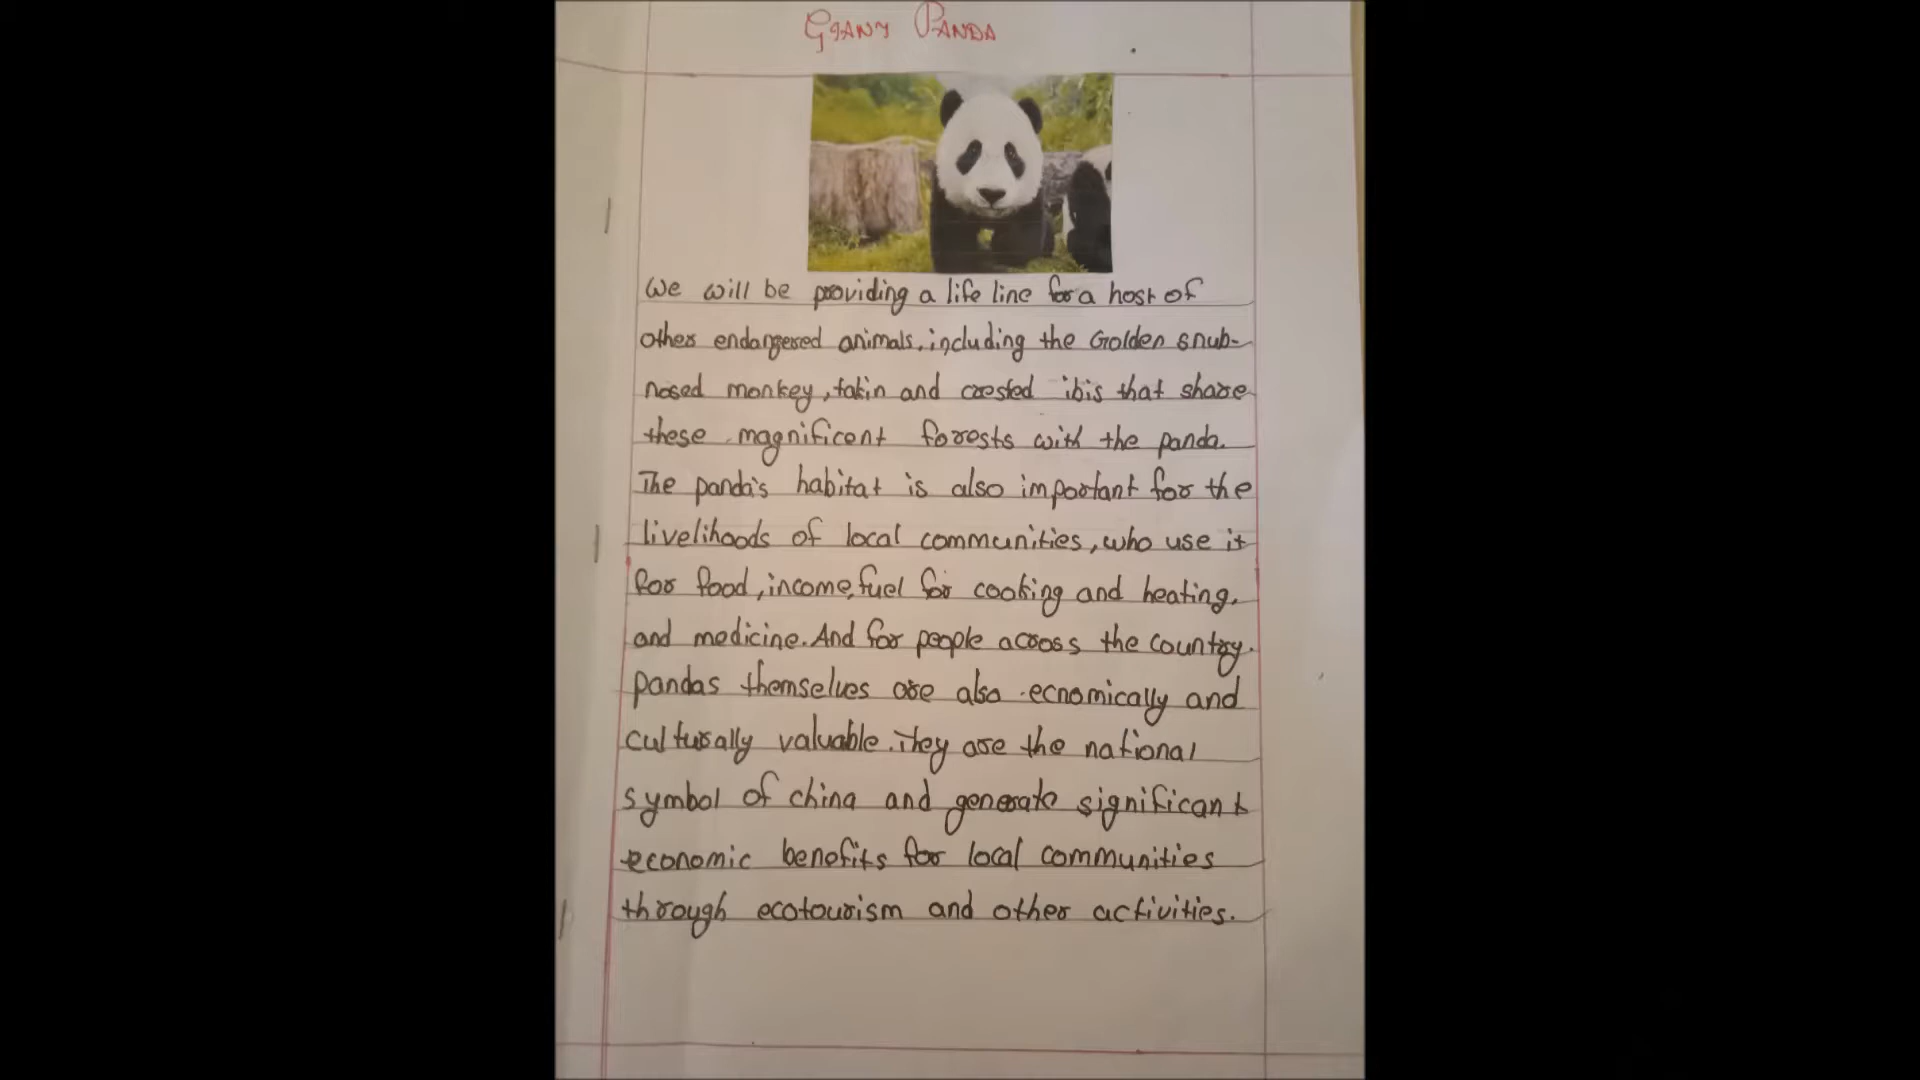 GIANT PANDA
We will be providing a life line for a host of
other endangered animals, including the Golden snub-
nosed monkey, takin and crested ibis that share
these magnificent forests with the panda.
The panda's habitat is also important for the
livelihoods of local communities, who use it
for food, income, fuel for cooking and heating,
and medicine. And for people across the country.
pandas themselves are also ecnomically and
culturally valuable. They are the national
symbol of china and generate significant
economic benefits for local communities
through ecotourism and other activities.